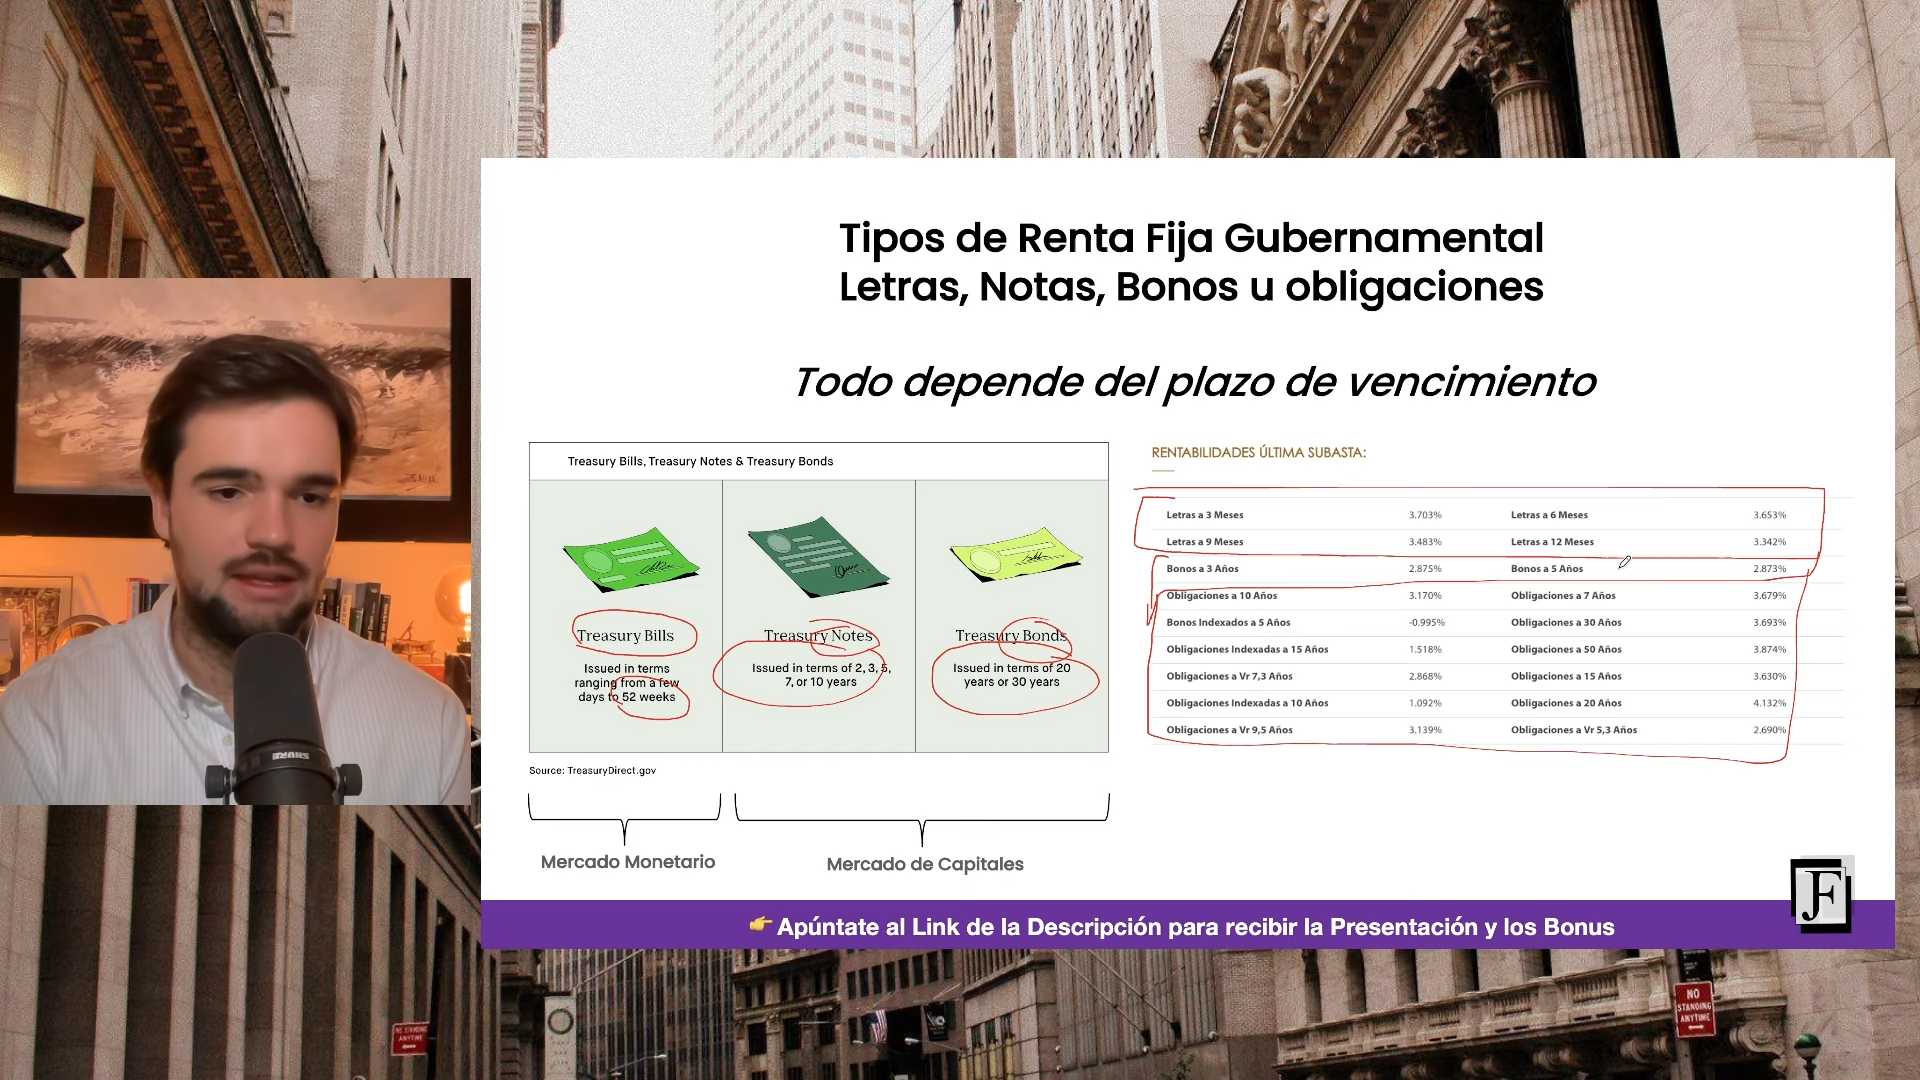 Tipos de Renta Fija Gubernamental
Letras, Notas, Bonos u obligaciones
Todo depende del plazo de vencimiento
Treasury Bills, Treasury Notes & Treasury Bonds
Treasury Bills
Issued in terms
ranging from a few
days to 52 weeks
Treasury Notes
Issued in terms of 2, 3, 5,
7, or 10 years
Treasury Bonds
Issued in terms of 20
years or 30 years
Source: TreasuryDirect.gov
Mercado Monetario
Mercado de Capitales
RENTABILIDADES ÚLTIMA SUBASTA:
Letras a 3 Meses 3.703% Letras a 6 Meses 3.653%
Letras a 9 Meses 3.483% Letras a 12 Meses 3.342%
Bonos a 3 Años 2.875% Bonos a 5 Años 2.873%
Obligaciones a 10 Años 3.170% Obligaciones a 7 Años 3.679%
Bonos Indexados a 5 Años -0.995% Obligaciones a 30 Años 3.693%
Obligaciones Indexadas a 15 Años 1.518% Obligaciones a 50 Años 3.874%
Obligaciones a Vr 7,3 Años 2.868% Obligaciones a 15 Años 3.630%
Obligaciones Indexadas a 10 Años 1.092% Obligaciones a 20 Años 4.132%
Obligaciones a Vr 9,5 Años 3.139% Obligaciones a Vr 5,3 Años 2.690%
JF
👉 Apúntate al Link de la Descripción para recibir la Presentación y los Bonus
SHURE
NO STANDING ANYTIME
NO
STANDING
ANYTIME